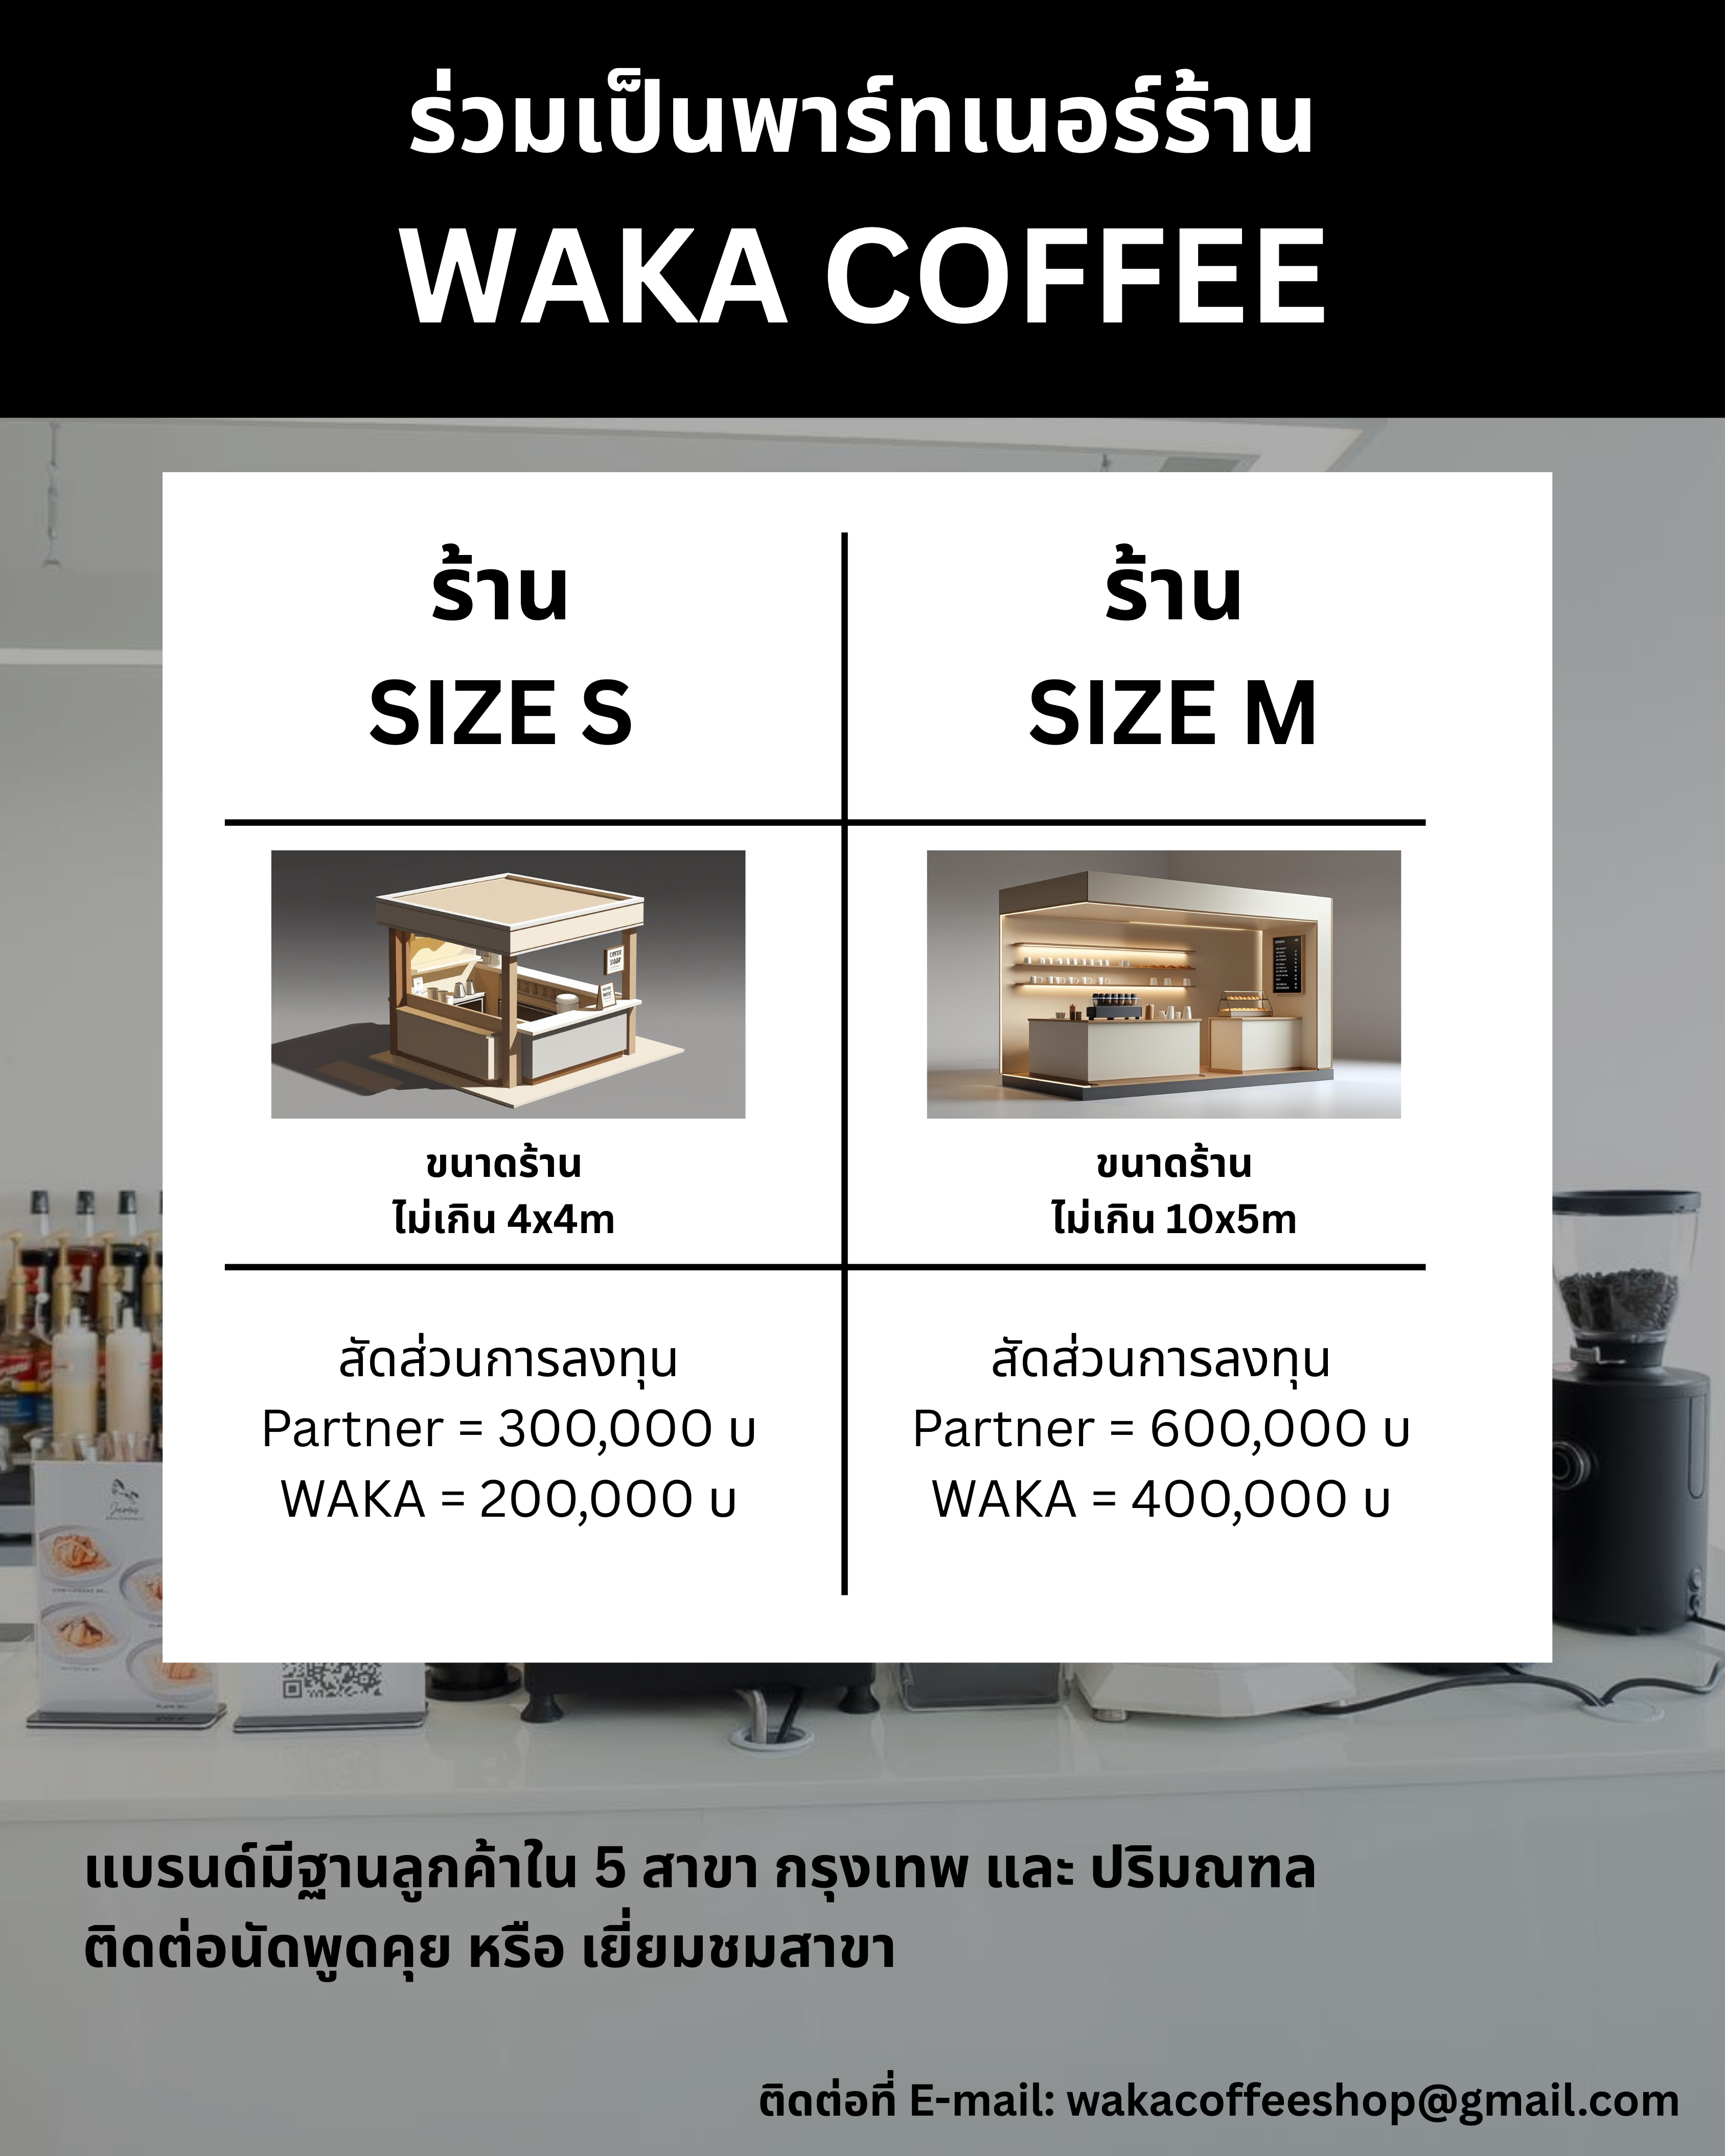 ร่วมเป็นพาร์ทเนอร์ร้าน
WAKA COFFEE
ร้าน
SIZE S
ร้าน
SIZE M
ขนาดร้าน
ไม่เกิน 4x4m
ขนาดร้าน
ไม่เกิน 10x5m
สัดส่วนการลงทุน
Partner = 300,000 บ
WAKA = 200,000 บ
สัดส่วนการลงทุน
Partner = 600,000 บ
WAKA = 400,000 บ
แบรนด์มีฐานลูกค้าใน 5 สาขา กรุงเทพ และ ปริมณฑล
ติดต่อนัดพูดคุย หรือ เยี่ยมชมสาขา
ติดต่อที่ E-mail: wakacoffeeshop@gmail.com